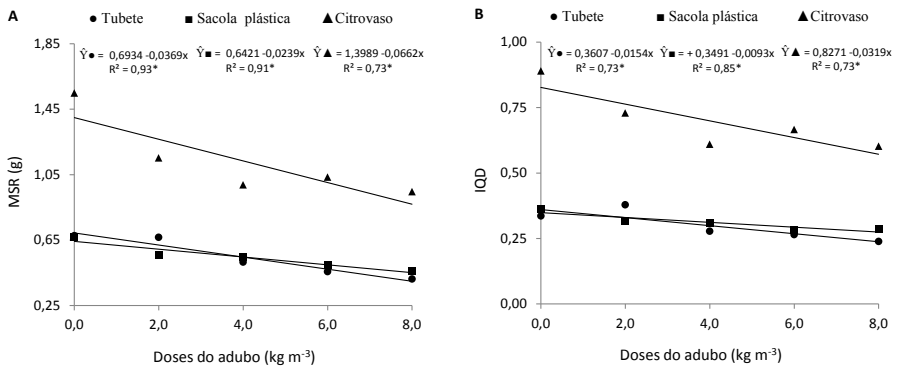 A
● Tubete ■ Sacola plástica ▲ Citrovaso
Ŷ● = 0,6934 -0,0369x Ŷ■ = 0,6421 -0,0239x Ŷ▲ = 1,3989 -0,0662x
R² = 0,93* R² = 0,91* R² = 0,73*
1,85
1,45
1,05
0,65
0,25
MSR (g)
0,0 2,0 4,0 6,0 8,0
Doses do adubo (kg m⁻³)
B
● Tubete ■ Sacola plástica ▲ Citrovaso
Ŷ● = 0,3607 -0,0154x Ŷ■ = + 0,3491 -0,0093x Ŷ▲ = 0,8271 -0,0319x
R² = 0,73* R² = 0,85* R² = 0,73*
1,00
0,75
0,50
0,25
0,00
IQD
0,0 2,0 4,0 6,0 8,0
Doses do adubo (kg m⁻³)